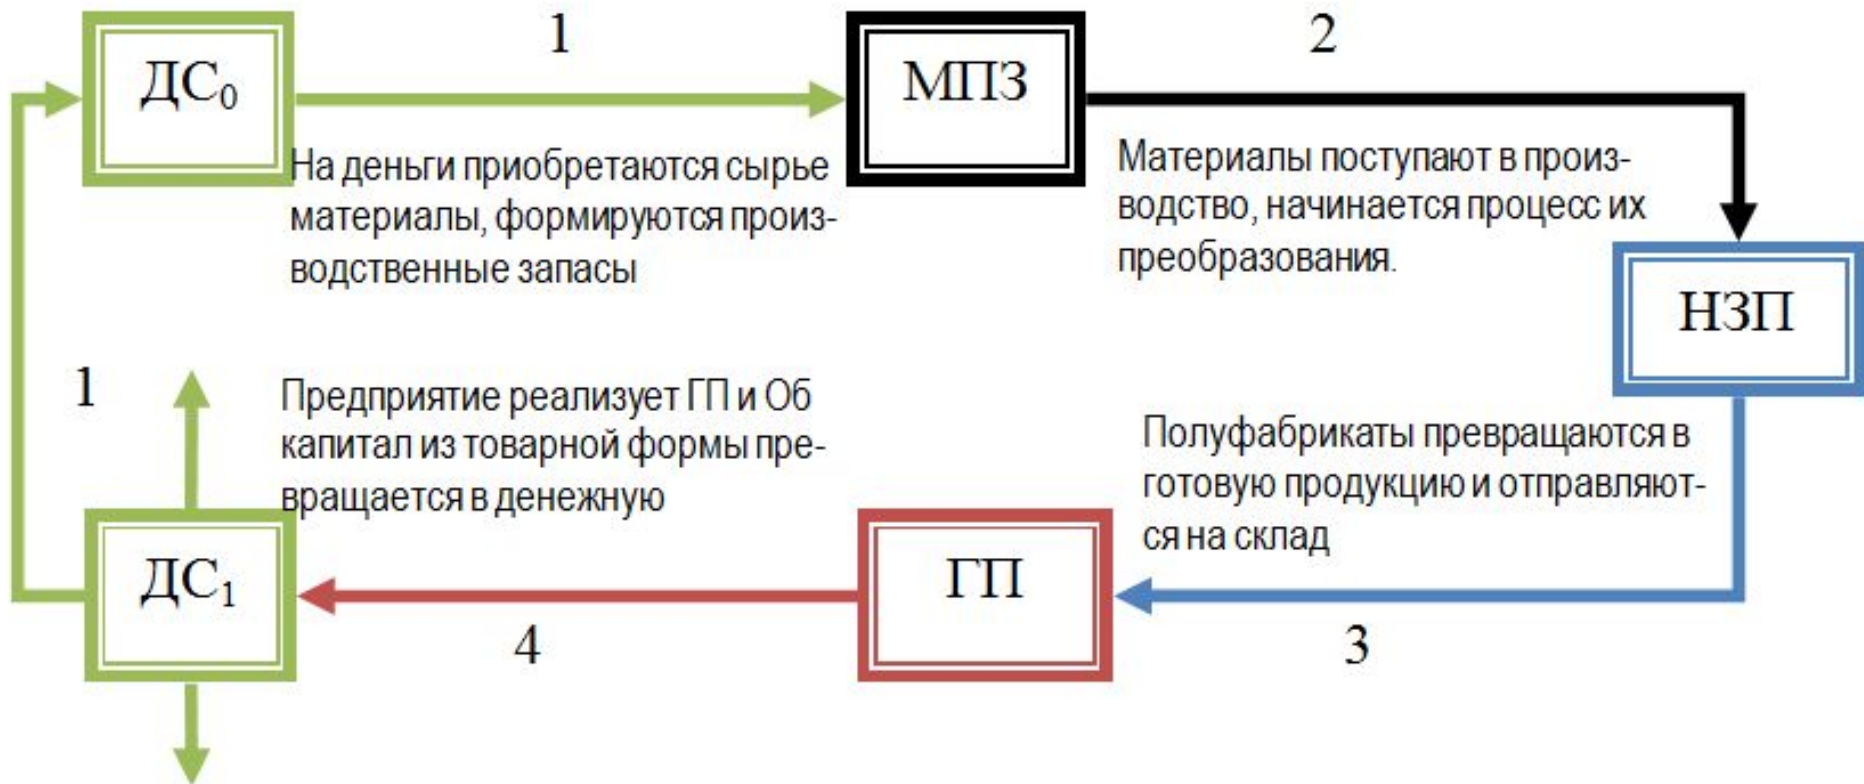 1
2
ДС₀
МПЗ
На деньги приобретаются сырье
материалы, формируются произ-
водственные запасы
Материалы поступают в произ-
водство, начинается процесс их
преобразования.
НЗП
1
Предприятие реализует ГП и Об
капитал из товарной формы пре-
вращается в денежную
Полуфабрикаты превращаются в
готовую продукцию и отправляют-
ся на склад
ДС₁
ГП
4
3